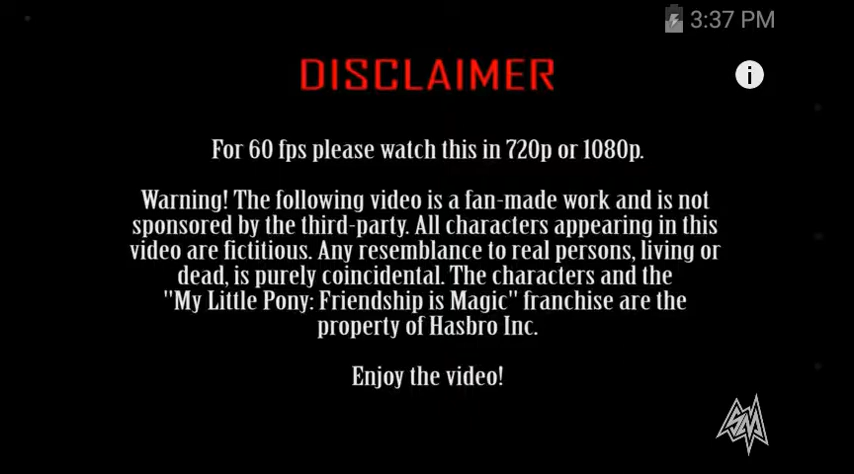 3:37 PM
DISCLAIMER
For 60 fps please watch this in 720p or 1080p.
Warning! The following video is a fan-made work and is not
sponsored by the third-party. All characters appearing in this
video are fictitious. Any resemblance to real persons, living or
dead, is purely coincidental. The characters and the
"My Little Pony: Friendship is Magic" franchise are the
property of Hasbro Inc.
Enjoy the video!
SM